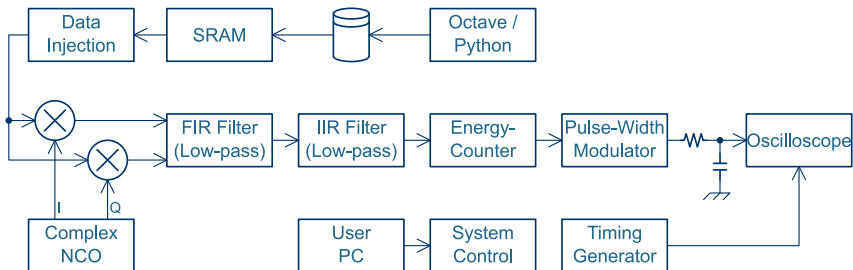 Data
Injection
SRAM
Octave /
Python
FIR Filter
(Low-pass)
IIR Filter
(Low-pass)
Energy-
Counter
Pulse-Width
Modulator
Oscilloscope
I
Q
Complex
NCO
User
PC
System
Control
Timing
Generator